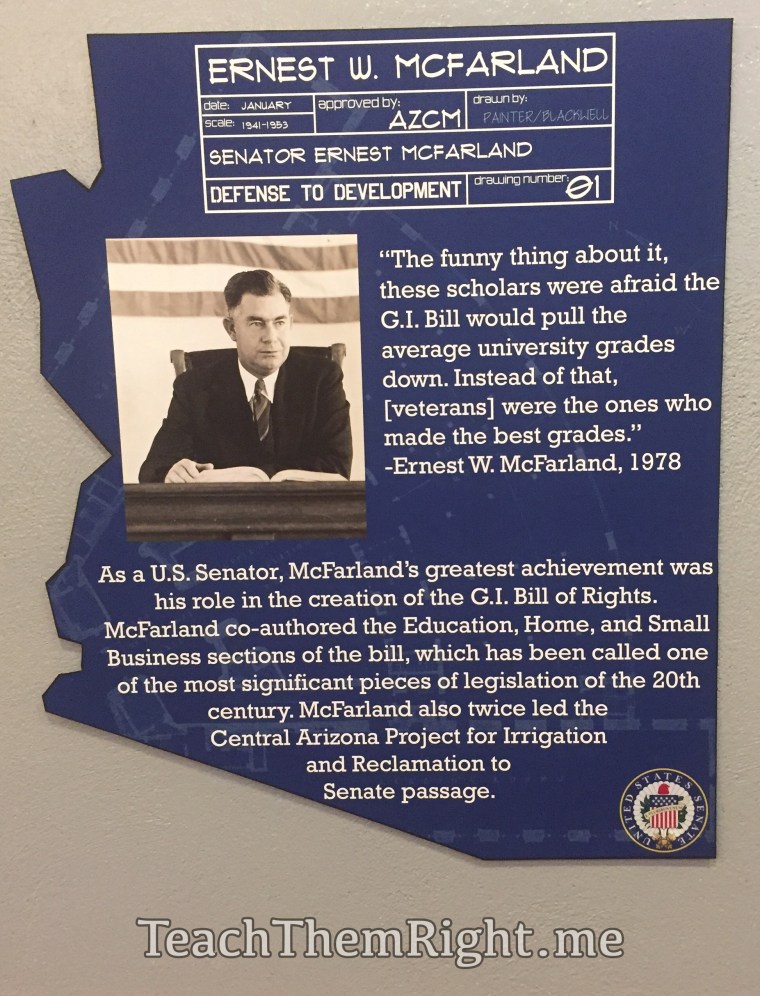 ERNEST W. MCFARLAND
date: JANUARY
scale: 1941-1953
approved by:
AZCM
drawn by:
PAINTER/BLACKWELL
SENATOR ERNEST MCFARLAND
DEFENSE TO DEVELOPMENT
drawing number: 01
“The funny thing about it,
these scholars were afraid the
G.I. Bill would pull the
average university grades
down. Instead of that,
[veterans] were the ones who
made the best grades.”
-Ernest W. McFarland, 1978
As a U.S. Senator, McFarland’s greatest achievement was
his role in the creation of the G.I. Bill of Rights.
McFarland co-authored the Education, Home, and Small
Business sections of the bill, which has been called one
of the most significant pieces of legislation of the 20th
century. McFarland also twice led the
Central Arizona Project for Irrigation
and Reclamation to
Senate passage.
UNITED STATES SENATE
TeachThemRight.me